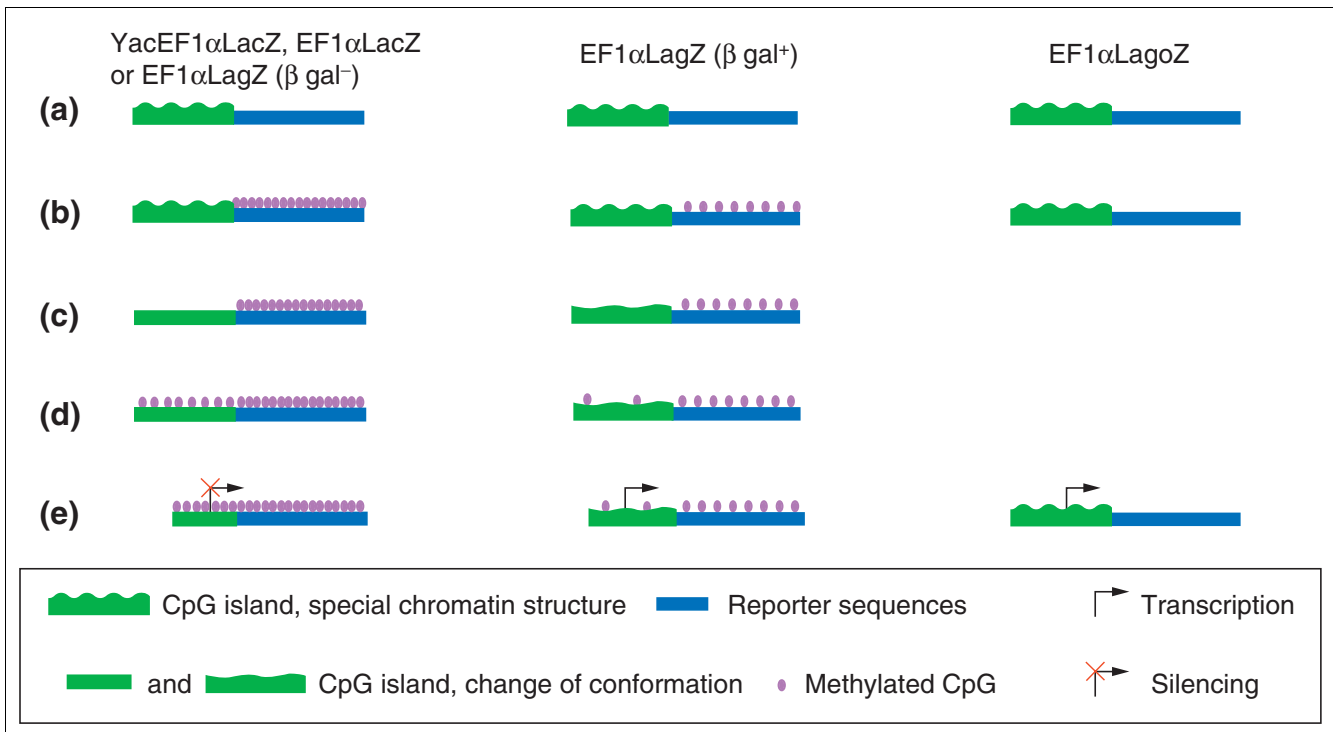 YacEF1αLacZ, EF1αLacZ
or EF1αLagZ (β gal⁻)
EF1αLagZ (β gal⁺)
EF1αLagoZ
(a)
(b)
(c)
(d)
(e)
CpG island, special chromatin structure
Reporter sequences
Transcription
and
CpG island, change of conformation
Methylated CpG
Silencing